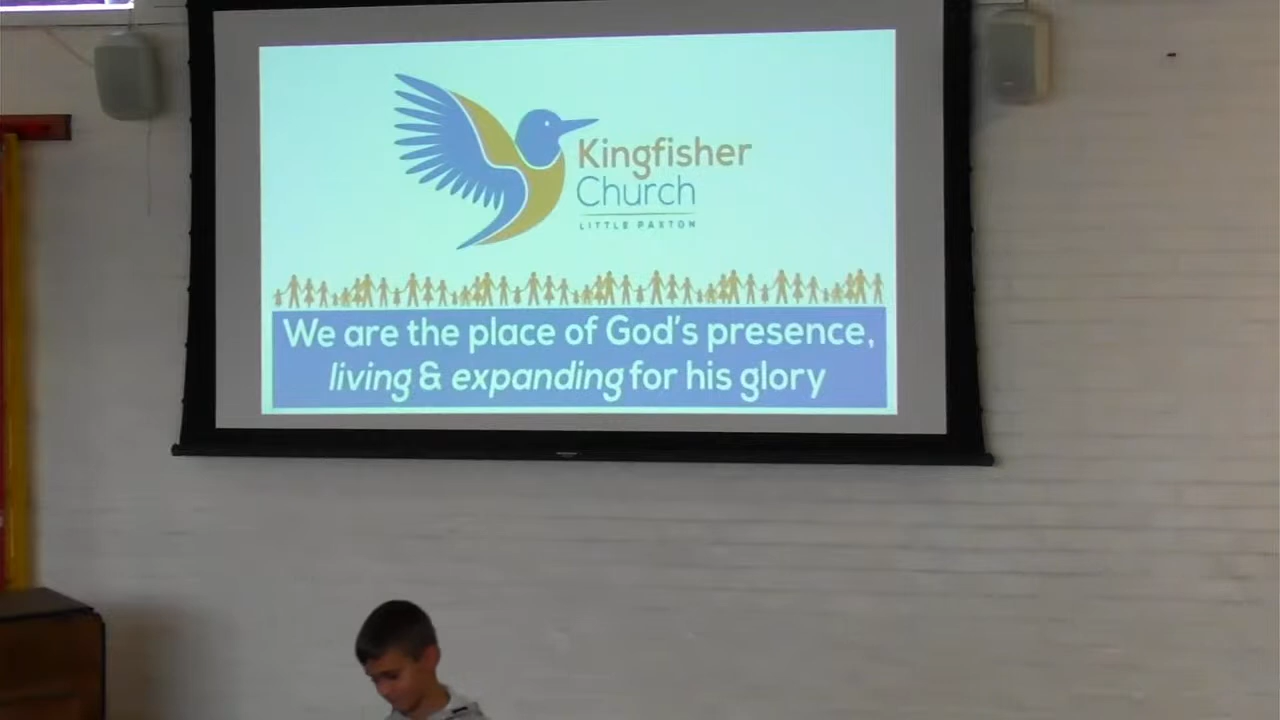 Kingfisher
Church
LITTLE PAXTON
We are the place of God's presence,
living & expanding for his glory